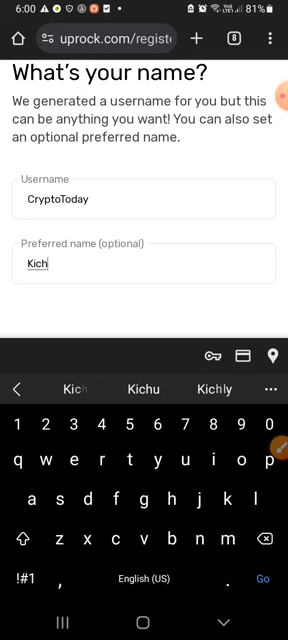 6:00
81%
uprock.com/registe
8
What's your name?
We generated a username for you but this
can be anything you want! You can also set
an optional preferred name.
Username
CryptoToday
Preferred name (optional)
Kich
Kich Kichu Kichly
1 2 3 4 5 6 7 8 9 0
q w e r t y u i o p
a s d f g h j k l
z x c v b n m
!#1 , English (US) . Go